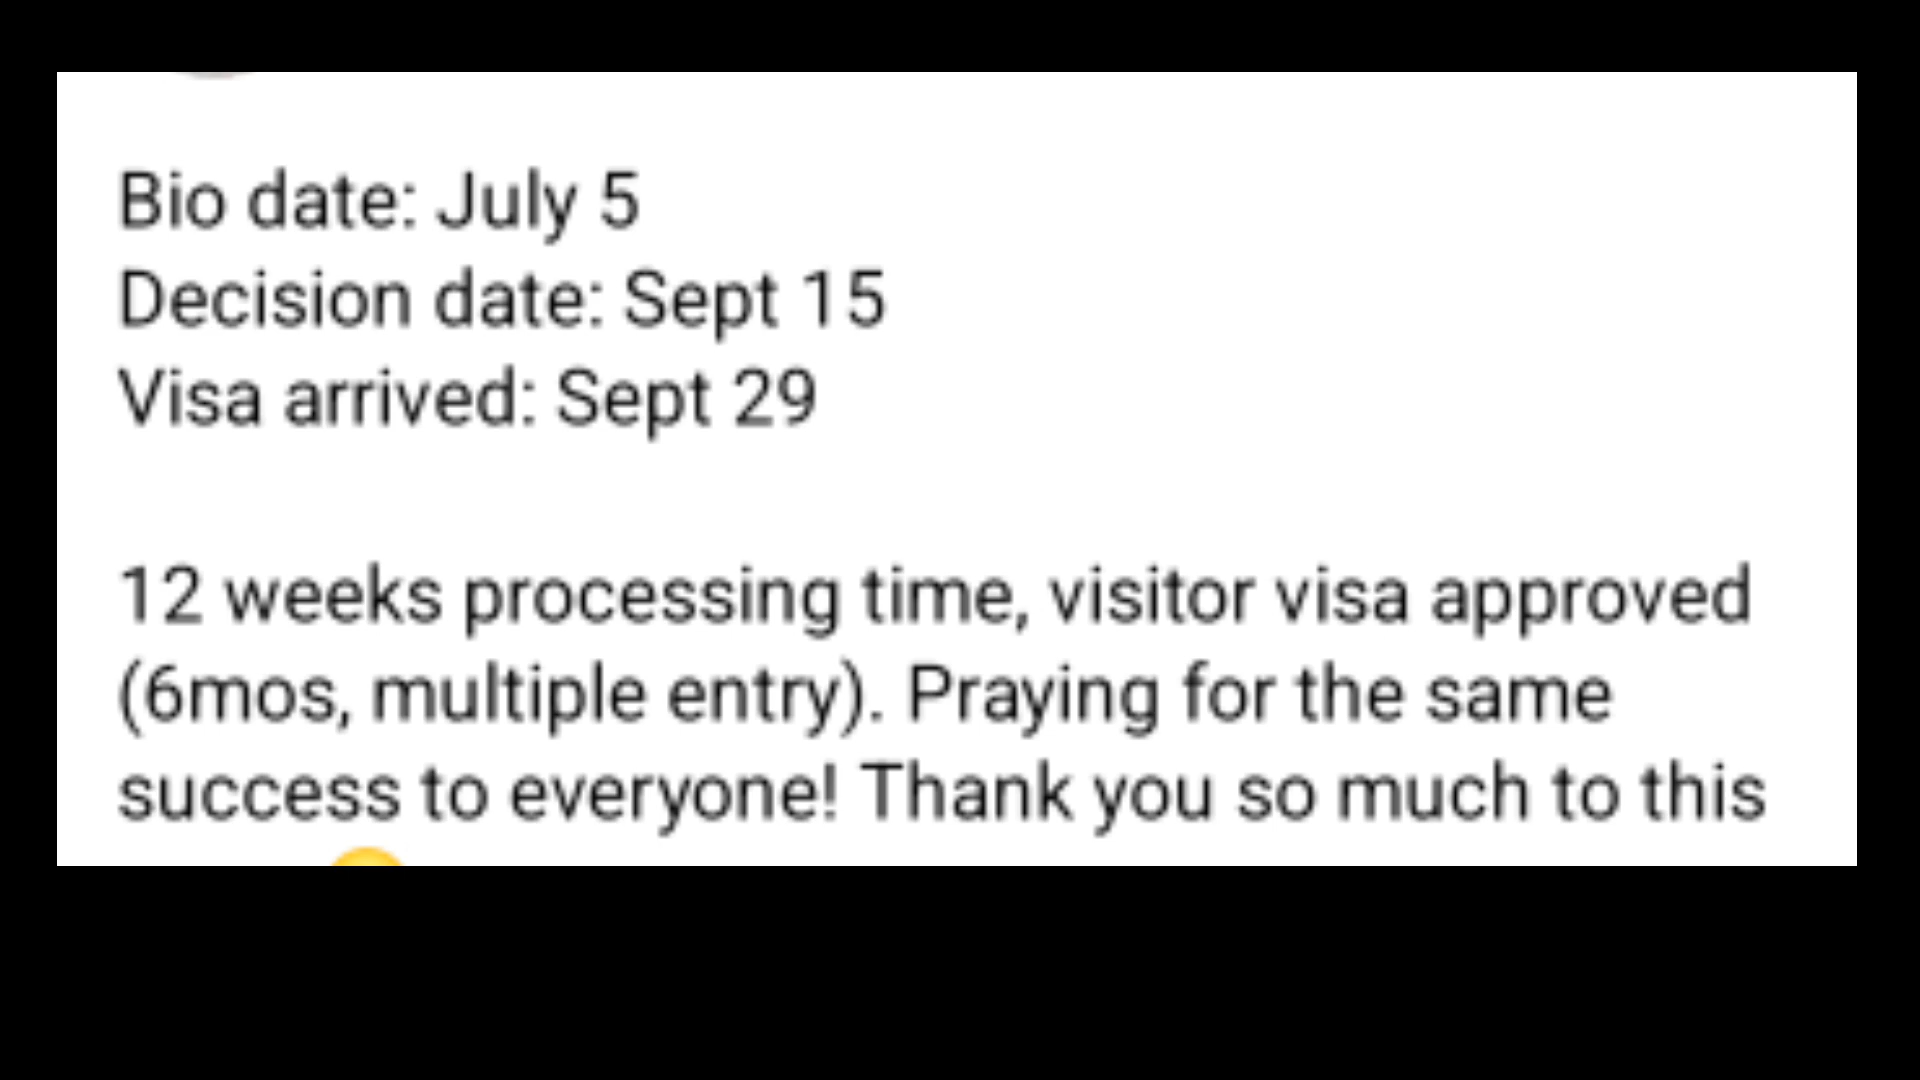 Bio date: July 5
Decision date: Sept 15
Visa arrived: Sept 29
12 weeks processing time, visitor visa approved
(6mos, multiple entry). Praying for the same
success to everyone! Thank you so much to this